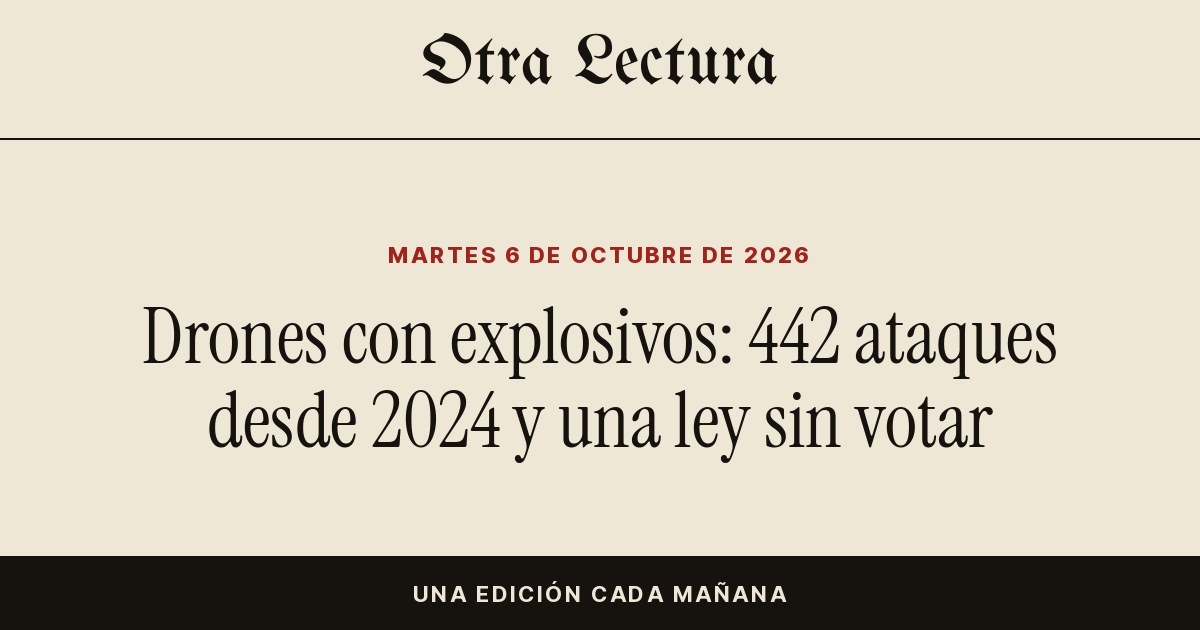 Otra Lectura
MARTES 6 DE OCTUBRE DE 2026
Drones con explosivos: 442 ataques
desde 2024 y una ley sin votar
UNA EDICIÓN CADA MAÑANA